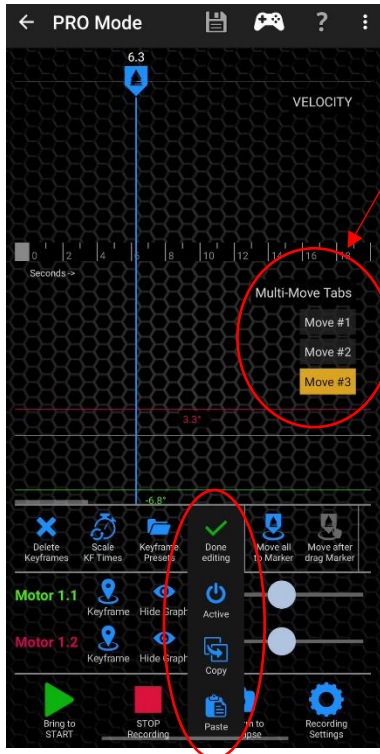 PRO Mode
?
6.3
VELOCITY
0 2 4 6 8 10 12 14 16 18
Seconds->
Multi-Move Tabs
Move #1
Move #2
Move #3
3.3°
-6.8°
Delete
Keyframes
Scale
KF Times
Keyframe
Presets
Done
editing
Move all
to Marker
Move after
drag Marker
Motor 1.1
Keyframe
Hide Graph
Active
Motor 1.2
Keyframe
Hide Graph
Copy
Bring to
START
STOP
Recording
Paste
Recording
Settings